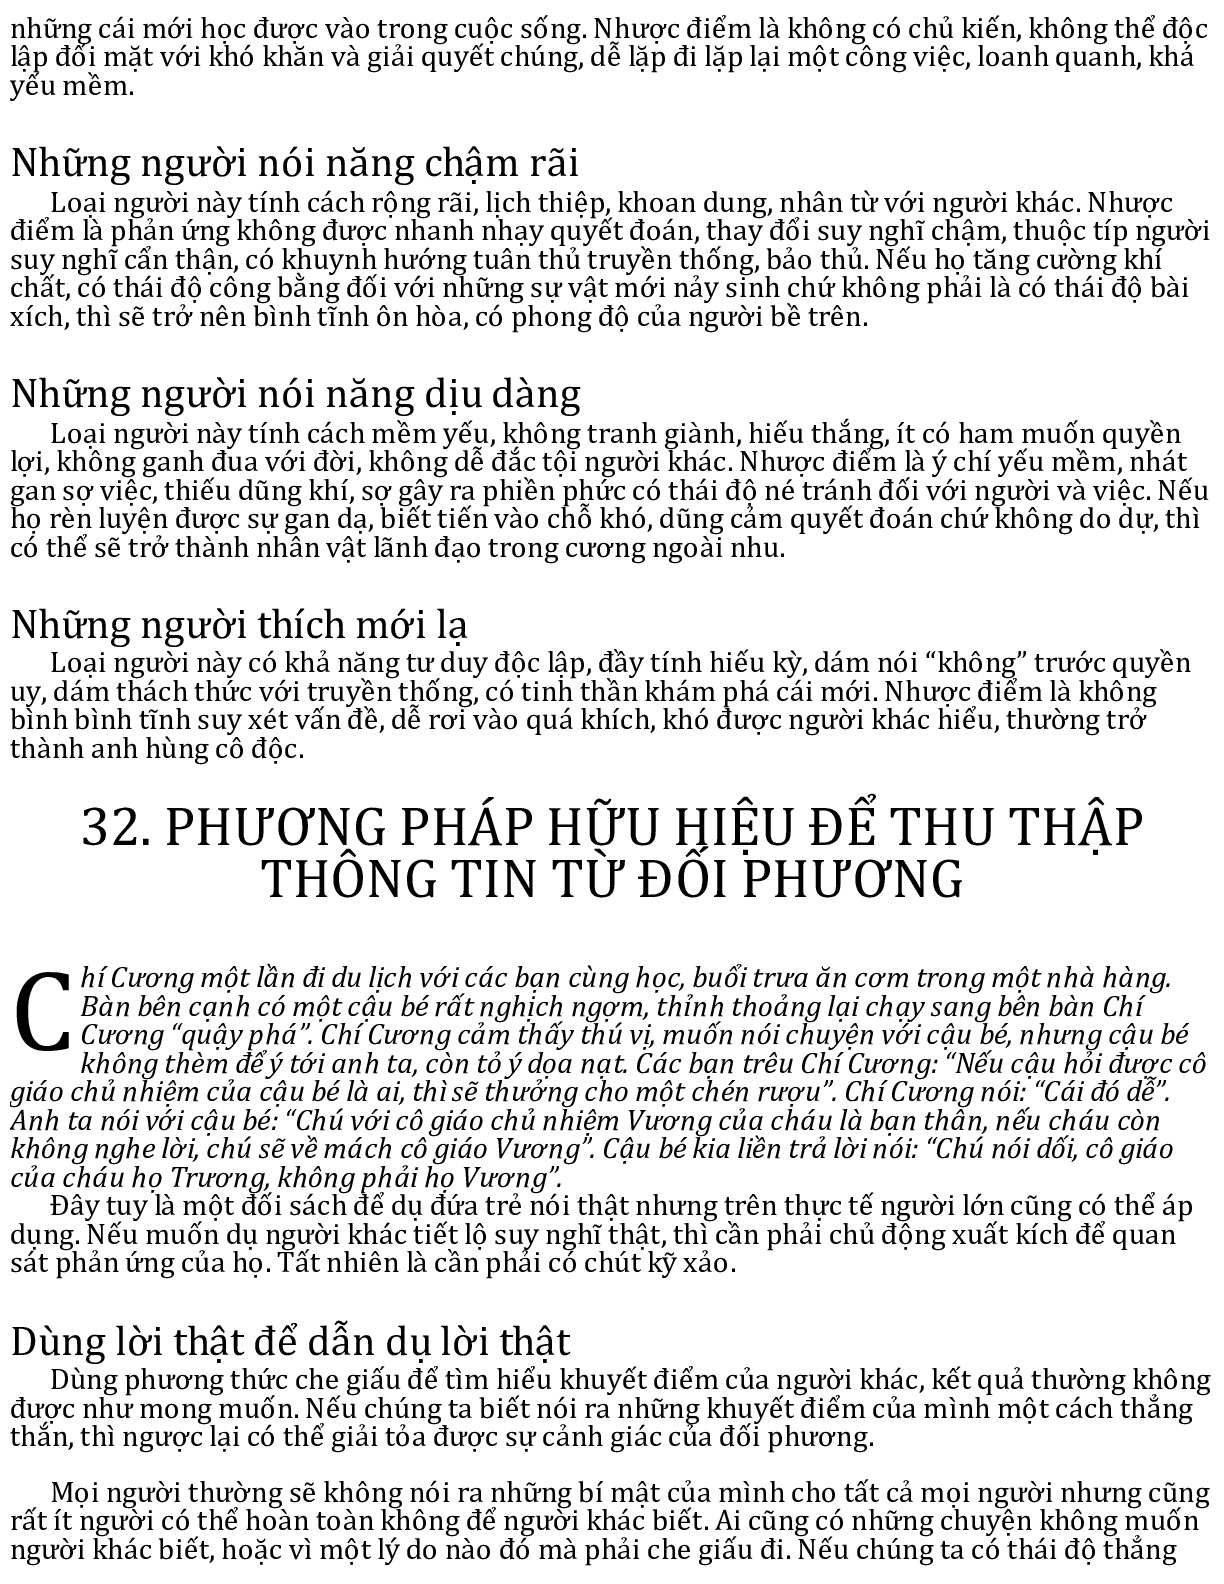 những cái mới học được vào trong cuộc sống. Nhược điểm là không có chủ kiến, không thể độc
lập đối mặt với khó khăn và giải quyết chúng, dễ lặp đi lặp lại một công việc, loanh quanh, khá
yếu mềm.
Những người nói năng chậm rãi
Loại người này tính cách rộng rãi, lịch thiệp, khoan dung, nhân từ với người khác. Nhược
điểm là phản ứng không được nhanh nhạy quyết đoán, thay đổi suy nghĩ chậm, thuộc típ người
suy nghĩ cẩn thận, có khuynh hướng tuân thủ truyền thống, bảo thủ. Nếu họ tăng cường khí
chất, có thái độ công bằng đối với những sự vật mới nảy sinh chứ không phải là có thái độ bài
xích, thì sẽ trở nên bình tĩnh ôn hòa, có phong độ của người bề trên.
Những người nói năng dịu dàng
Loại người này tính cách mềm yếu, không tranh giành, hiếu thắng, ít có ham muốn quyền
lợi, không ganh đua với đời, không dễ đắc tội người khác. Nhược điểm là ý chí yếu mềm, nhát
gan sợ việc, thiếu dũng khí, sợ gây ra phiền phức có thái độ né tránh đối với người và việc. Nếu
họ rèn luyện được sự gan dạ, biết tiến vào chỗ khó, dũng cảm quyết đoán chứ không do dự, thì
có thể sẽ trở thành nhân vật lãnh đạo trong cương ngoài nhu.
Những người thích mới lạ
Loại người này có khả năng tư duy độc lập, đầy tính hiếu kỳ, dám nói “không” trước quyền
uy, dám thách thức với truyền thống, có tinh thần khám phá cái mới. Nhược điểm là không
bình bình tĩnh suy xét vấn đề, dễ rơi vào quá khích, khó được người khác hiểu, thường trở
thành anh hùng cô độc.
32. PHƯƠNG PHÁP HỮU HIỆU ĐỂ THU THẬP
THÔNG TIN TỪ ĐỐI PHƯƠNG
Chí Cương một lần đi du lịch với các bạn cùng học, buổi trưa ăn cơm trong một nhà hàng.
Bàn bên cạnh có một cậu bé rất nghịch ngợm, thỉnh thoảng lại chạy sang bên bàn Chí
Cương “quậy phá”. Chí Cương cảm thấy thú vị, muốn nói chuyện với cậu bé, nhưng cậu bé
không thèm để ý tới anh ta, còn tỏ ý dọa nạt. Các bạn trêu Chí Cương: “Nếu cậu hỏi được cô
giáo chủ nhiệm của cậu bé là ai, thì sẽ thưởng cho một chén rượu”. Chí Cương nói: “Cái đó dễ”.
Anh ta nói với cậu bé: “Chú với cô giáo chủ nhiệm Vương của cháu là bạn thân, nếu cháu còn
không nghe lời, chú sẽ về mách cô giáo Vương”. Cậu bé kia liền trả lời nói: “Chú nói dối, cô giáo
của cháu họ Trương, không phải họ Vương”.
Đây tuy là một đối sách để dụ đứa trẻ nói thật nhưng trên thực tế người lớn cũng có thể áp
dụng. Nếu muốn dụ người khác tiết lộ suy nghĩ thật, thì cần phải chủ động xuất kích để quan
sát phản ứng của họ. Tất nhiên là cần phải có chút kỹ xảo.
Dùng lời thật để dẫn dụ lời thật
Dùng phương thức che giấu để tìm hiểu khuyết điểm của người khác, kết quả thường không
được như mong muốn. Nếu chúng ta biết nói ra những khuyết điểm của mình một cách thẳng
thắn, thì ngược lại có thể giải tỏa được sự cảnh giác của đối phương.
Mọi người thường sẽ không nói ra những bí mật của mình cho tất cả mọi người nhưng cũng
rất ít người có thể hoàn toàn không để người khác biết. Ai cũng có những chuyện không muốn
người khác biết, hoặc vì một lý do nào đó mà phải che giấu đi. Nếu chúng ta có thái độ thẳng